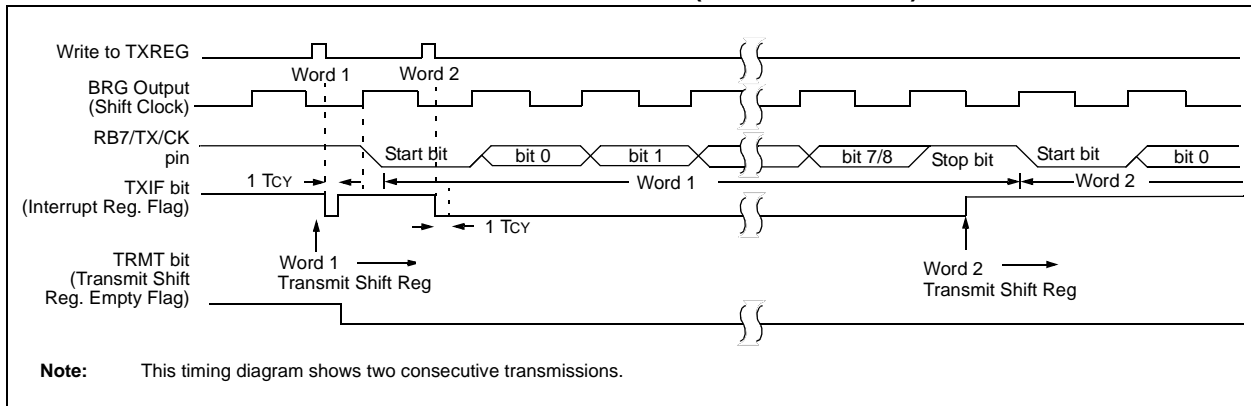 Write to TXREG
Word 1
Word 2
BRG Output
(Shift Clock)
RB7/TX/CK
pin
Start bit
bit 0
bit 1
bit 7/8
Stop bit
Start bit
bit 0
1 TCY
Word 1
Word 2
TXIF bit
(Interrupt Reg. Flag)
1 TCY
TRMT bit
(Transmit Shift
Reg. Empty Flag)
Word 1
Transmit Shift Reg
Word 2
Transmit Shift Reg
Note: This timing diagram shows two consecutive transmissions.